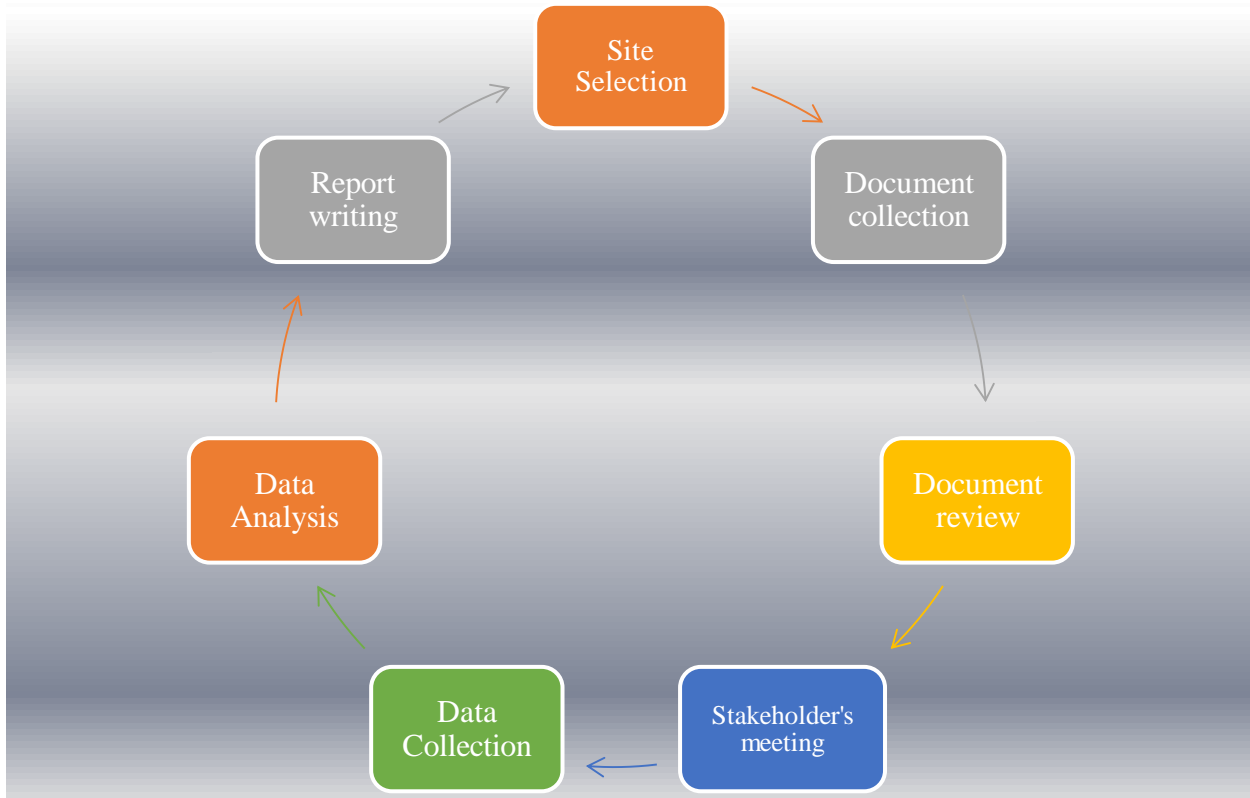 Site
Selection
Document
collection
Document
review
Stakeholder's
meeting
Data
Collection
Data
Analysis
Report
writing